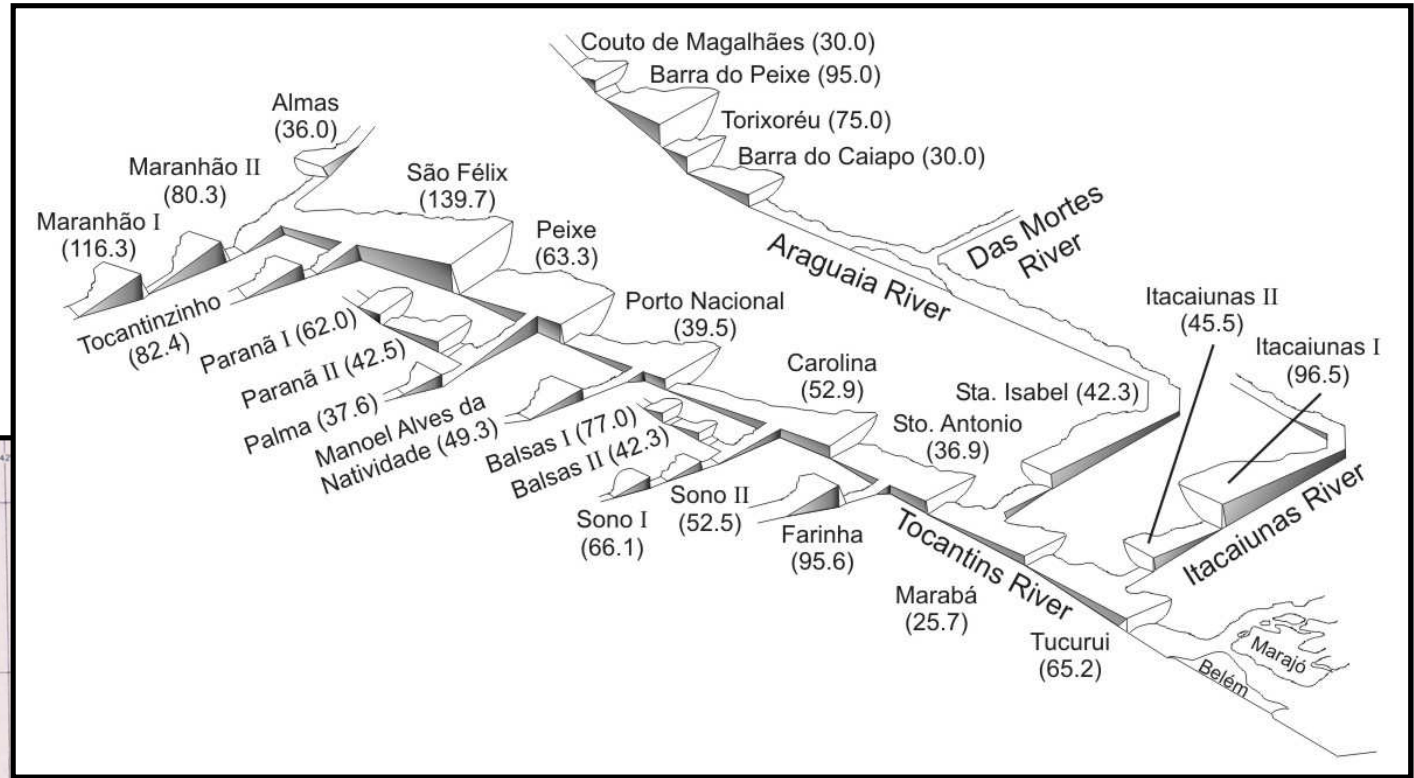 Couto de Magalhães (30.0)
Barra do Peixe (95.0)
Torixoréu (75.0)
Barra do Caiapo (30.0)
Almas
(36.0)
Maranhão II
(80.3)
Maranhão I
(116.3)
São Félix
(139.7)
Peixe
(63.3)
Porto Nacional
(39.5)
Tocantinzinho
(82.4)
Paranã I (62.0)
Paranã II (42.5)
Palma (37.6)
Manoel Alves da
Natividade (49.3)
Balsas I (77.0)
Balsas II (42.3)
Sono I
(66.1)
Sono II
(52.5)
Farinha
(95.6)
Carolina
(52.9)
Sto. Antonio
(36.9)
Sta. Isabel (42.3)
Araguaia River
Das Mortes
River
Itacaiunas II
(45.5)
Itacaiunas I
(96.5)
Itacaiunas River
Tocantins River
Marabá
(25.7)
Tucurui
(65.2)
Marajó
Belém